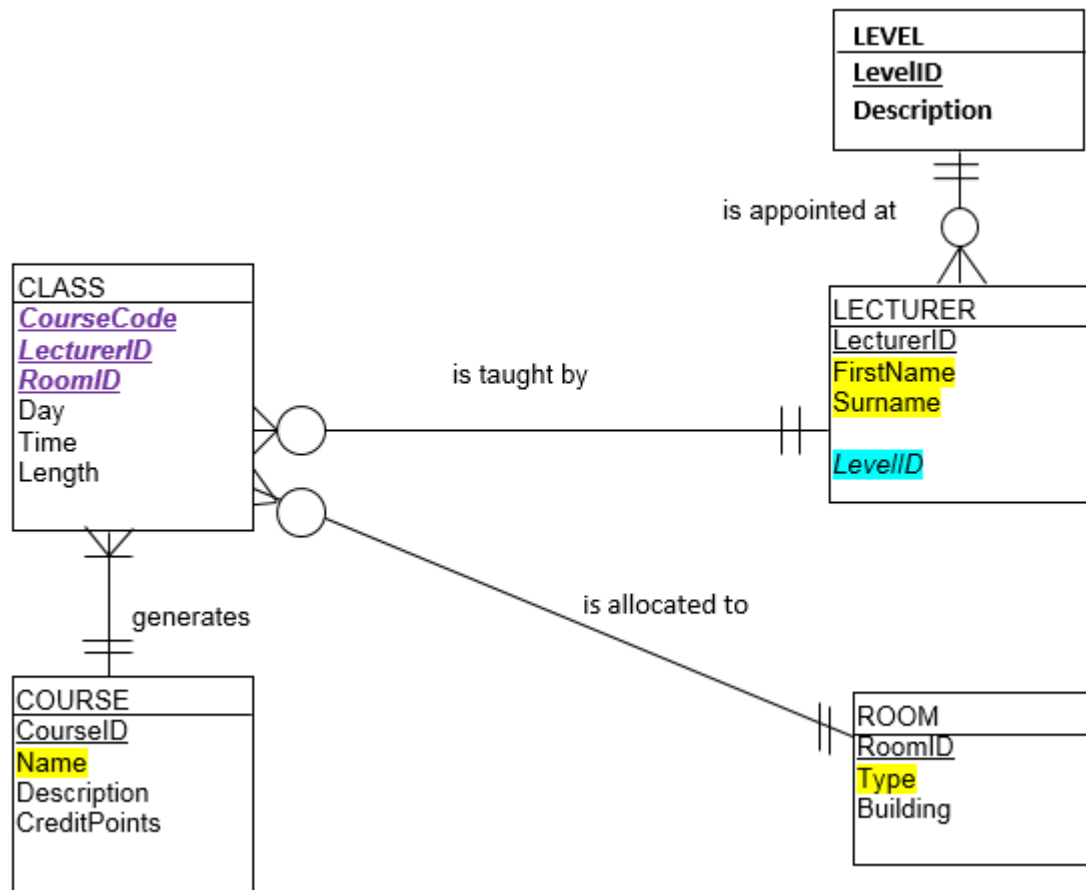 LEVEL
LevelID
Description
is appointed at
CLASS
CourseCode
LecturerID
RoomID
Day
Time
Length
is taught by
LECTURER
LecturerID
FirstName
Surname
LevelID
generates
is allocated to
COURSE
CourseID
Name
Description
CreditPoints
ROOM
RoomID
Type
Building